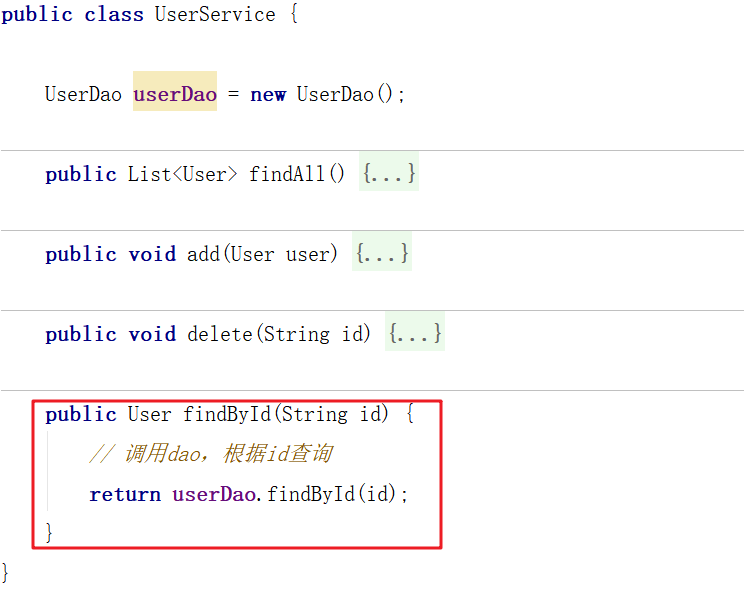 public class UserService {
UserDao userDao = new UserDao();
public List<User> findAll() {...}
public void add(User user) {...}
public void delete(String id) {...}
public User findById(String id) {
// 调用dao，根据id查询
return userDao.findById(id);
}
}